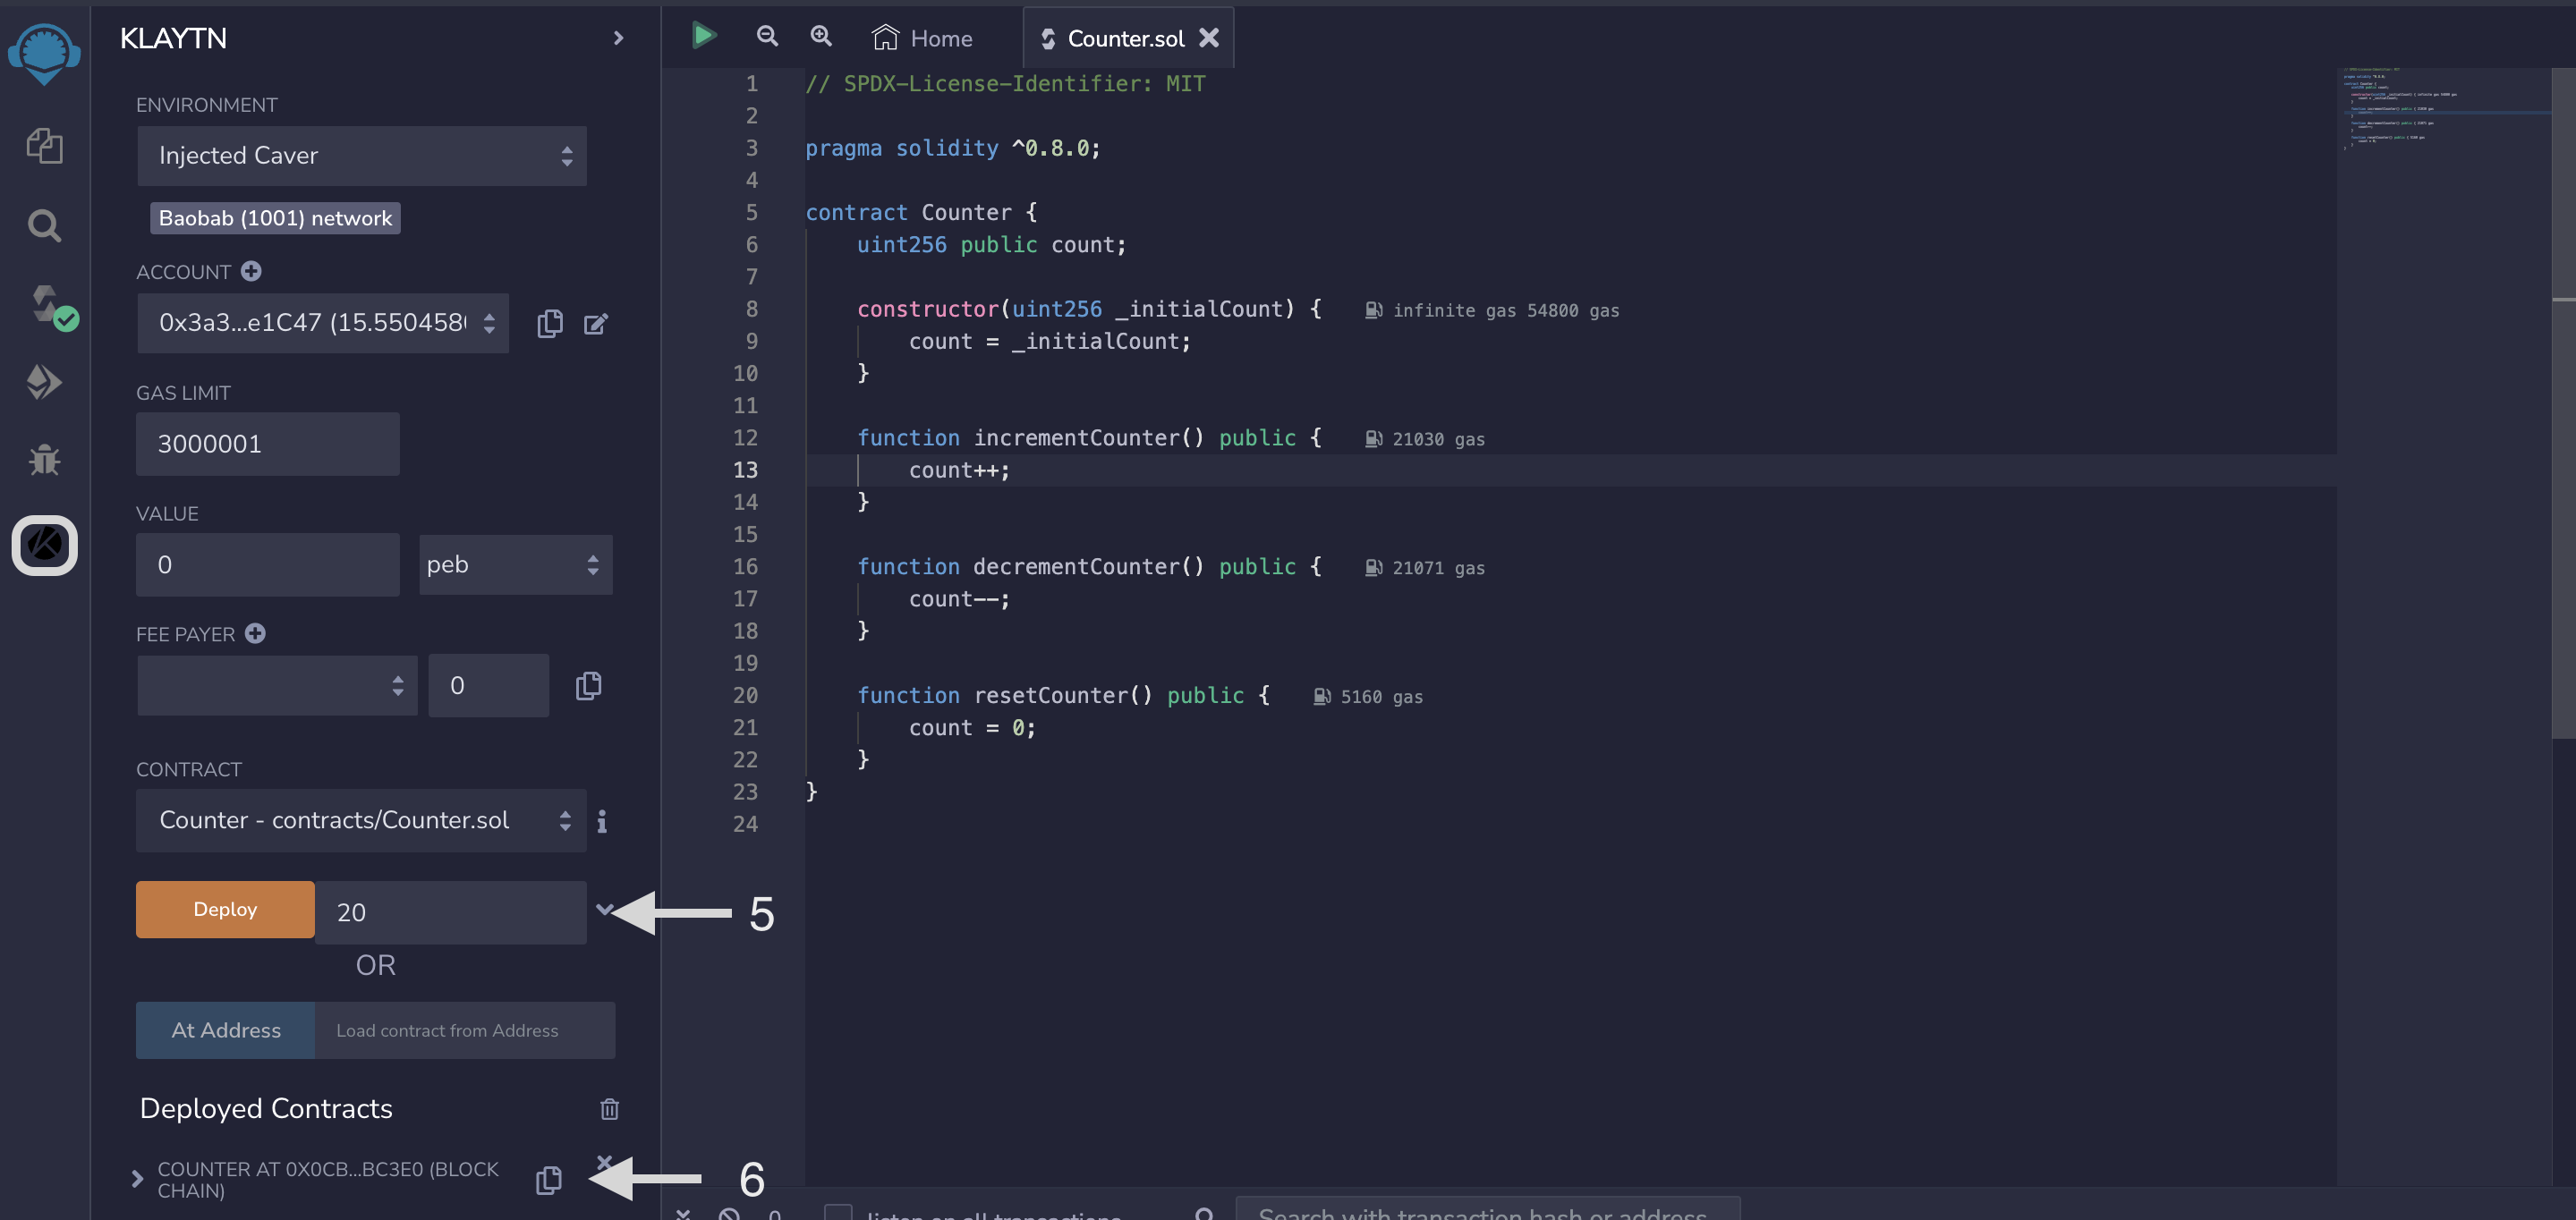 KLAYTN
ENVIRONMENT
Injected Caver
Baobab (1001) network
ACCOUNT
0x3a3...e1C47 (15.5504580
GAS LIMIT
3000001
VALUE
0
peb
FEE PAYER
0
CONTRACT
Counter - contracts/Counter.sol
Deploy
20
5
OR
At Address
Load contract from Address
Deployed Contracts
COUNTER AT 0X0CB...BC3E0 (BLOCK
CHAIN)
6
Home
Counter.sol
1 // SPDX-License-Identifier: MIT
2
3 pragma solidity ^0.8.0;
4
5 contract Counter {
6 uint256 public count;
7
8 constructor(uint256 _initialCount) { infinite gas 54800 gas
9 count = _initialCount;
10 }
11
12 function incrementCounter() public { 21030 gas
13 count++;
14 }
15
16 function decrementCounter() public { 21071 gas
17 count--;
18 }
19
20 function resetCounter() public { 5160 gas
21 count = 0;
22 }
23 }
24
0
listen on all transactions
Search with transaction hash or address